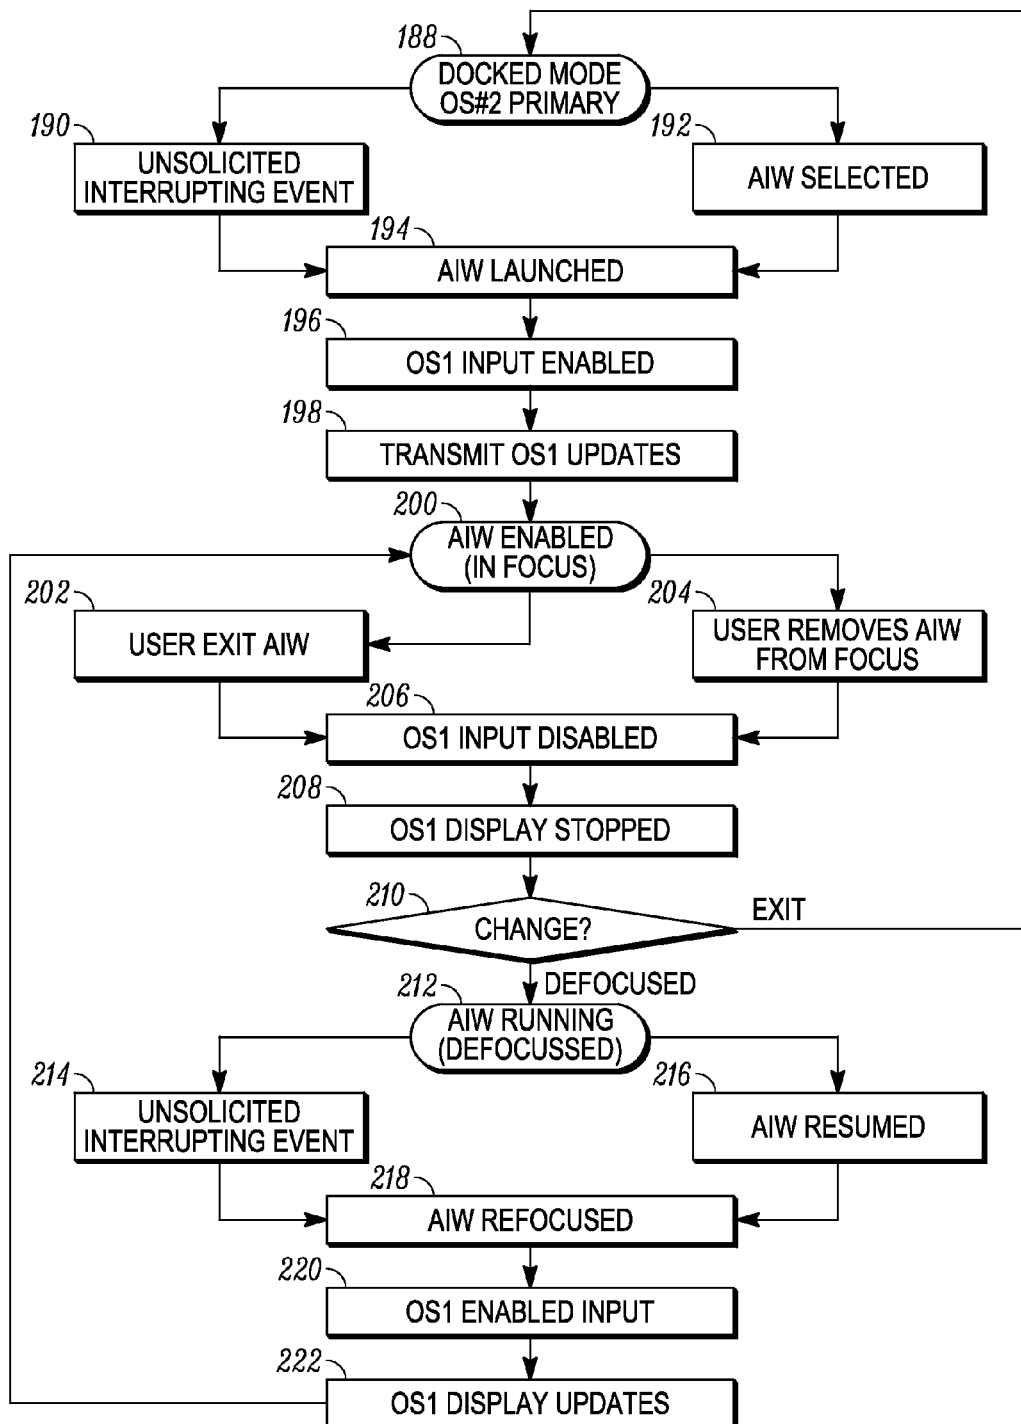 188
DOCKED MODE
OS#2 PRIMARY
190
UNSOLICITED
INTERRUPTING EVENT
192
AIW SELECTED
194
AIW LAUNCHED
196
OS1 INPUT ENABLED
198
TRANSMIT OS1 UPDATES
200
AIW ENABLED
(IN FOCUS)
202
USER EXIT AIW
204
USER REMOVES AIW
FROM FOCUS
206
OS1 INPUT DISABLED
208
OS1 DISPLAY STOPPED
210
CHANGE?
EXIT
DEFOCUSED
212
AIW RUNNING
(DEFOCUSSED)
214
UNSOLICITED
INTERRUPTING EVENT
216
AIW RESUMED
218
AIW REFOCUSED
220
OS1 ENABLED INPUT
222
OS1 DISPLAY UPDATES